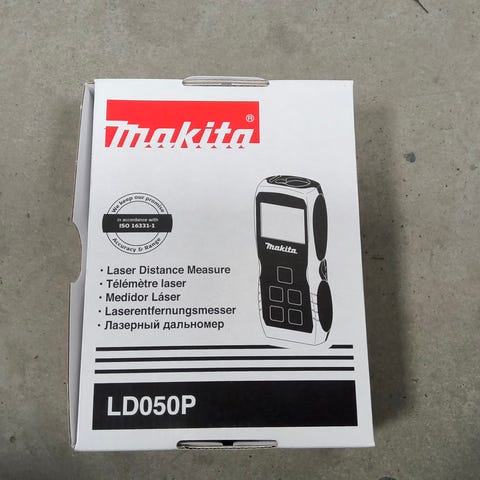 Makita®
We keep our promise
in accordance with
ISO 16331-1
Accuracy & Range
Makita
· Laser Distance Measure
· Télémètre laser
· Medidor Láser
· Laserentfernungsmesser
· Лазерный дальномер
LD050P